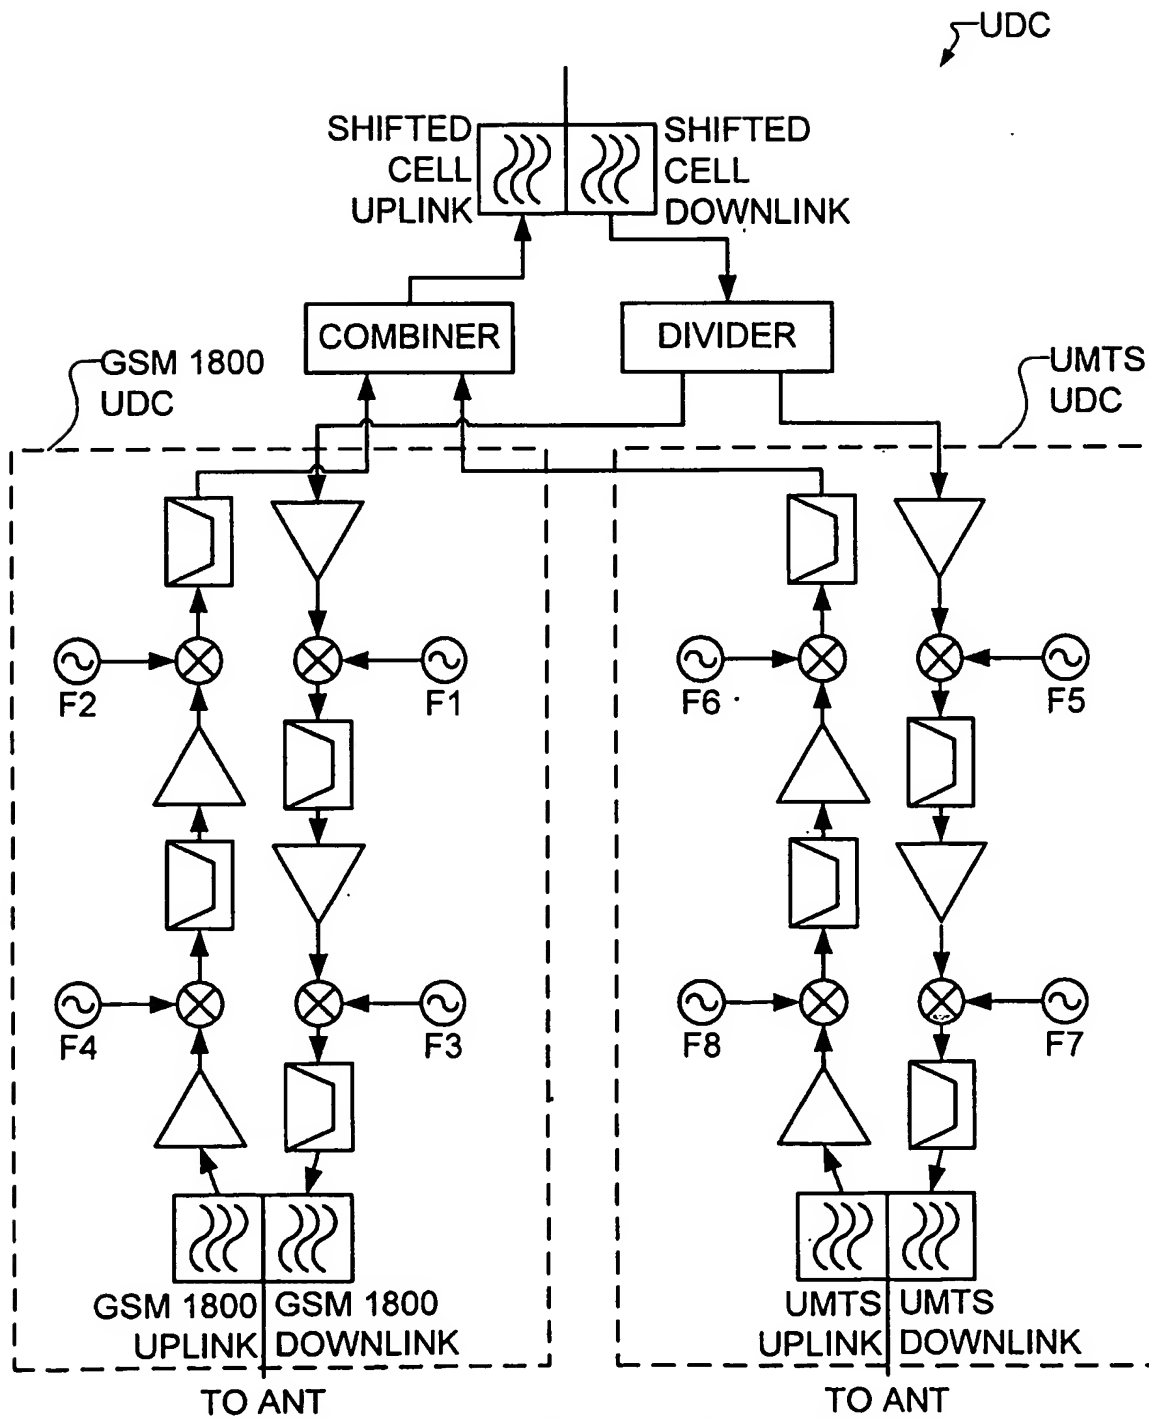 UDC
SHIFTED
CELL
UPLINK
SHIFTED
CELL
DOWNLINK
COMBINER
DIVIDER
GSM 1800
UDC
UMTS
UDC
F2
F1
F6
F5
F4
F3
F8
F7
GSM 1800
UPLINK
GSM 1800
DOWNLINK
UMTS
UPLINK
UMTS
DOWNLINK
TO ANT
TO ANT